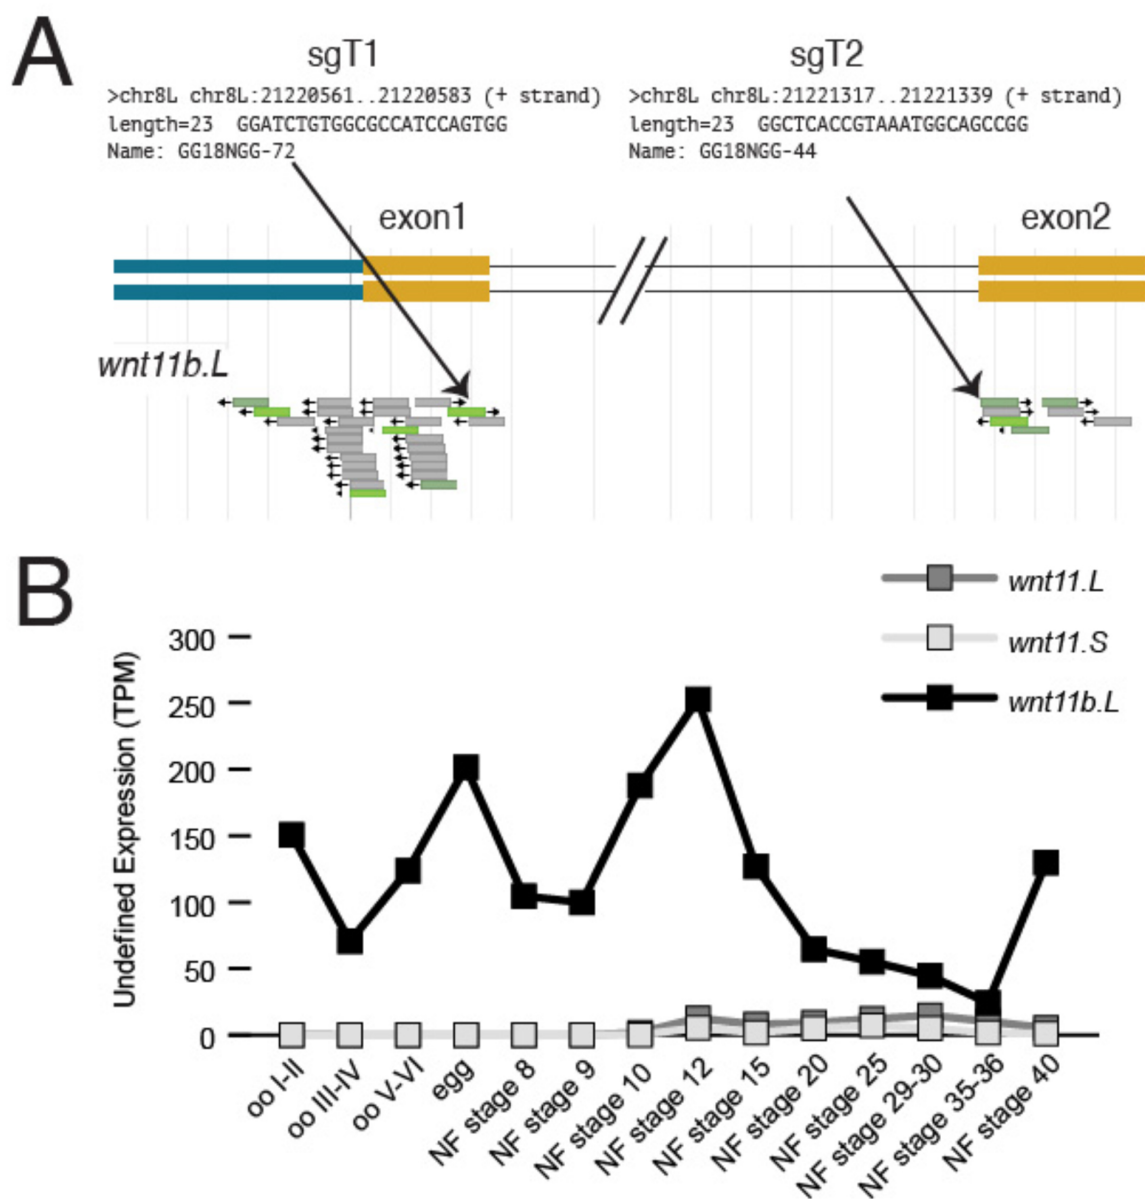 A
sgT1
sgT2
>chr8L chr8L:21220561..21220583 (+ strand)
length=23  GGATCTGTGGCGCCATCCAGTGG
Name: GG18NGG-72
>chr8L chr8L:21221317..21221339 (+ strand)
length=23  GGCTCACCGTAAATGGCAGCCGG
Name: GG18NGG-44
exon1
exon2
wnt11b.L
B
wnt11.L
wnt11.S
wnt11b.L
Undefined Expression (TPM)
300
250
200
150
100
50
0
oo I-II
oo III-IV
oo V-VI
egg
NF stage 8
NF stage 9
NF stage 10
NF stage 12
NF stage 15
NF stage 20
NF stage 25
NF stage 29-30
NF stage 35-36
NF stage 40